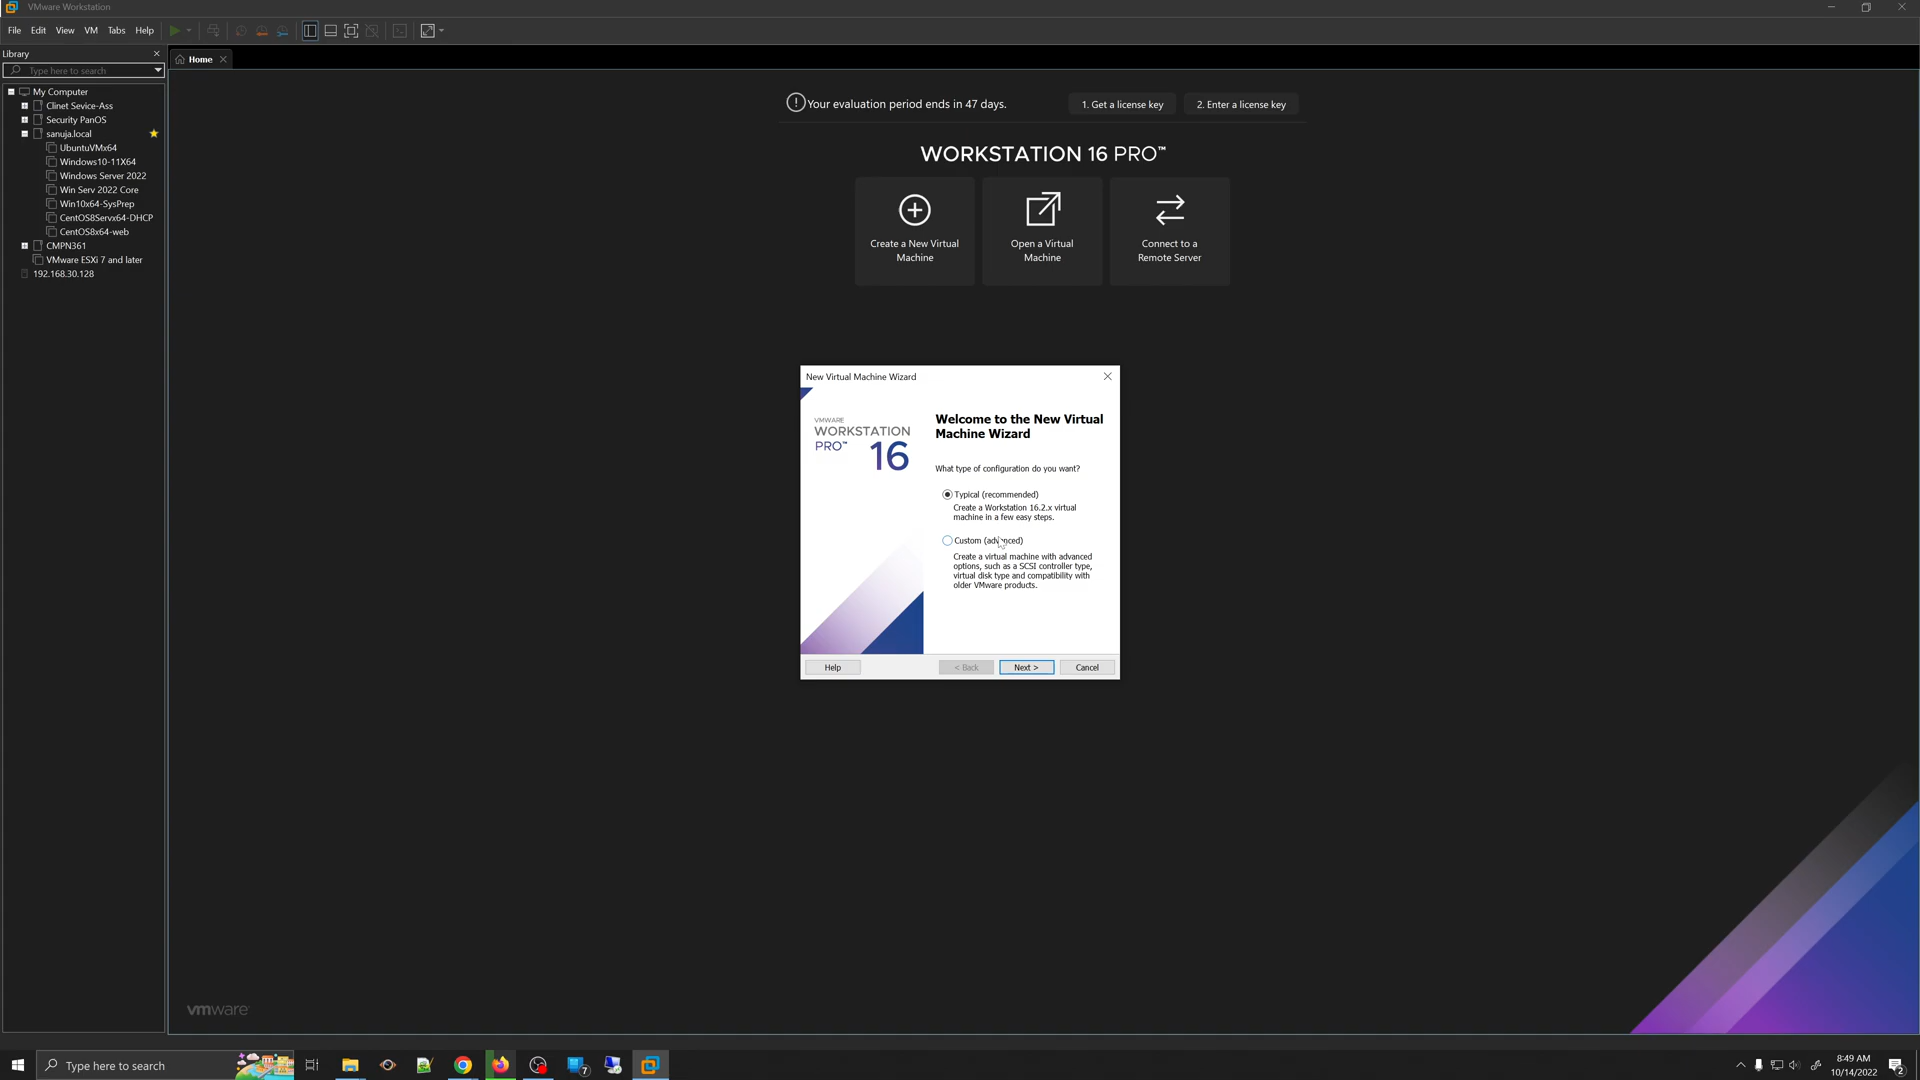 VMware Workstation
File Edit View VM Tabs Help
Library
Type here to search
Home
My Computer
Clinet Sevice-Ass
Security PanOS
sanuja.local
UbuntuVMx64
Windows10-11X64
Windows Server 2022
Win Serv 2022 Core
Win10x64-SysPrep
CentOS8Servx64-DHCP
CentOS8x64-web
CMPN361
VMware ESXi 7 and later
192.168.30.128
Your evaluation period ends in 47 days.
1. Get a license key
2. Enter a license key
WORKSTATION 16 PRO™
Create a New Virtual
Machine
Open a Virtual
Machine
Connect to a
Remote Server
New Virtual Machine Wizard
VMWARE
WORKSTATION
PRO™ 16
Welcome to the New Virtual
Machine Wizard
What type of configuration do you want?
Typical (recommended)
Create a Workstation 16.2.x virtual
machine in a few easy steps.
Custom (advanced)
Create a virtual machine with advanced
options, such as a SCSI controller type,
virtual disk type and compatibility with
older VMware products.
Help
< Back
Next >
Cancel
vmware
Type here to search
7
8:49 AM
10/14/2022
2